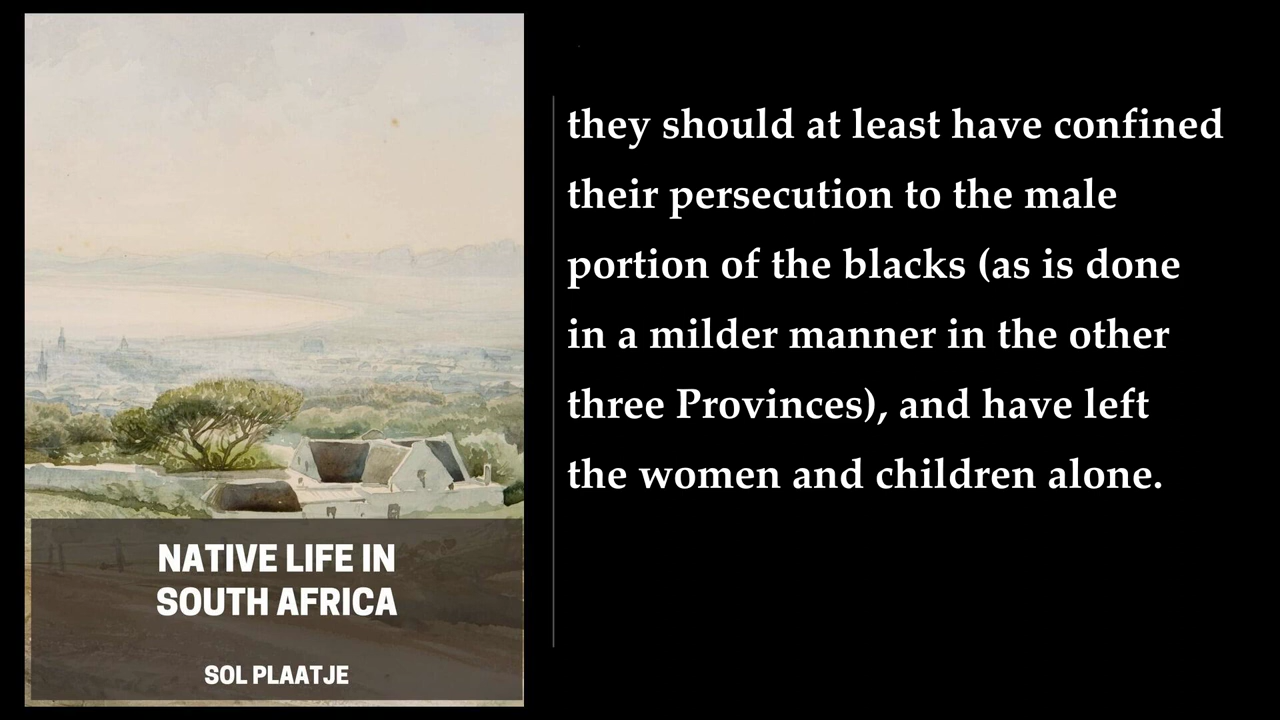 NATIVE LIFE IN
SOUTH AFRICA
SOL PLAATJE
they should at least have confined
their persecution to the male
portion of the blacks (as is done
in a milder manner in the other
three Provinces), and have left
the women and children alone.